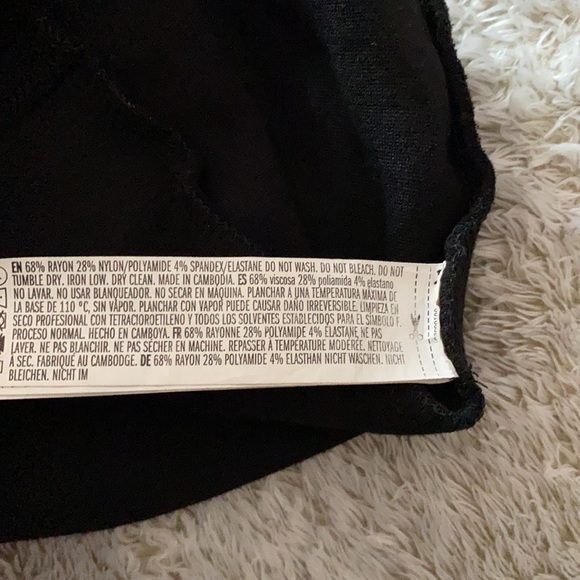 EN 68% RAYON 28% NYLON/POLYAMIDE 4% SPANDEX/ELASTANE DO NOT WASH. DO NOT BLEACH. DO NOT
TUMBLE DRY. IRON LOW. DRY CLEAN. MADE IN CAMBODIA. ES 68% viscosa 28% poliamida 4% elastano
NO LAVAR. NO USAR BLANQUEADOR. NO SECAR EN MAQUINA. PLANCHAR A UNA TEMPERATURA MAXIMA DE
LA BASE DE 110 °C, SIN VAPOR. PLANCHAR CON VAPOR PUEDE CAUSAR DAÑO IRREVERSIBLE. LIMPIEZA EN
SECO PROFESIONAL CON TETRACLOROETILENO Y TODOS LOS SOLVENTES ESTABLECIDOS PARA EL SIMBOLO F.
PROCESO NORMAL. HECHO EN CAMBOYA. FR 68% RAYONNE 28% POLYAMIDE 4% ÉLASTANE NE PAS
LAVER. NE PAS BLANCHIR. NE PAS SÉCHER EN MACHINE. REPASSER À TEMPÉRATURE MODÉRÉE. NETTOYAGE
A SEC. FABRIQUÉ AU CAMBODGE. DE 68% RAYON 28% POLYAMIDE 4% ELASTHAN NICHT WASCHEN. NICHT
BLEICHEN. NICHT IM